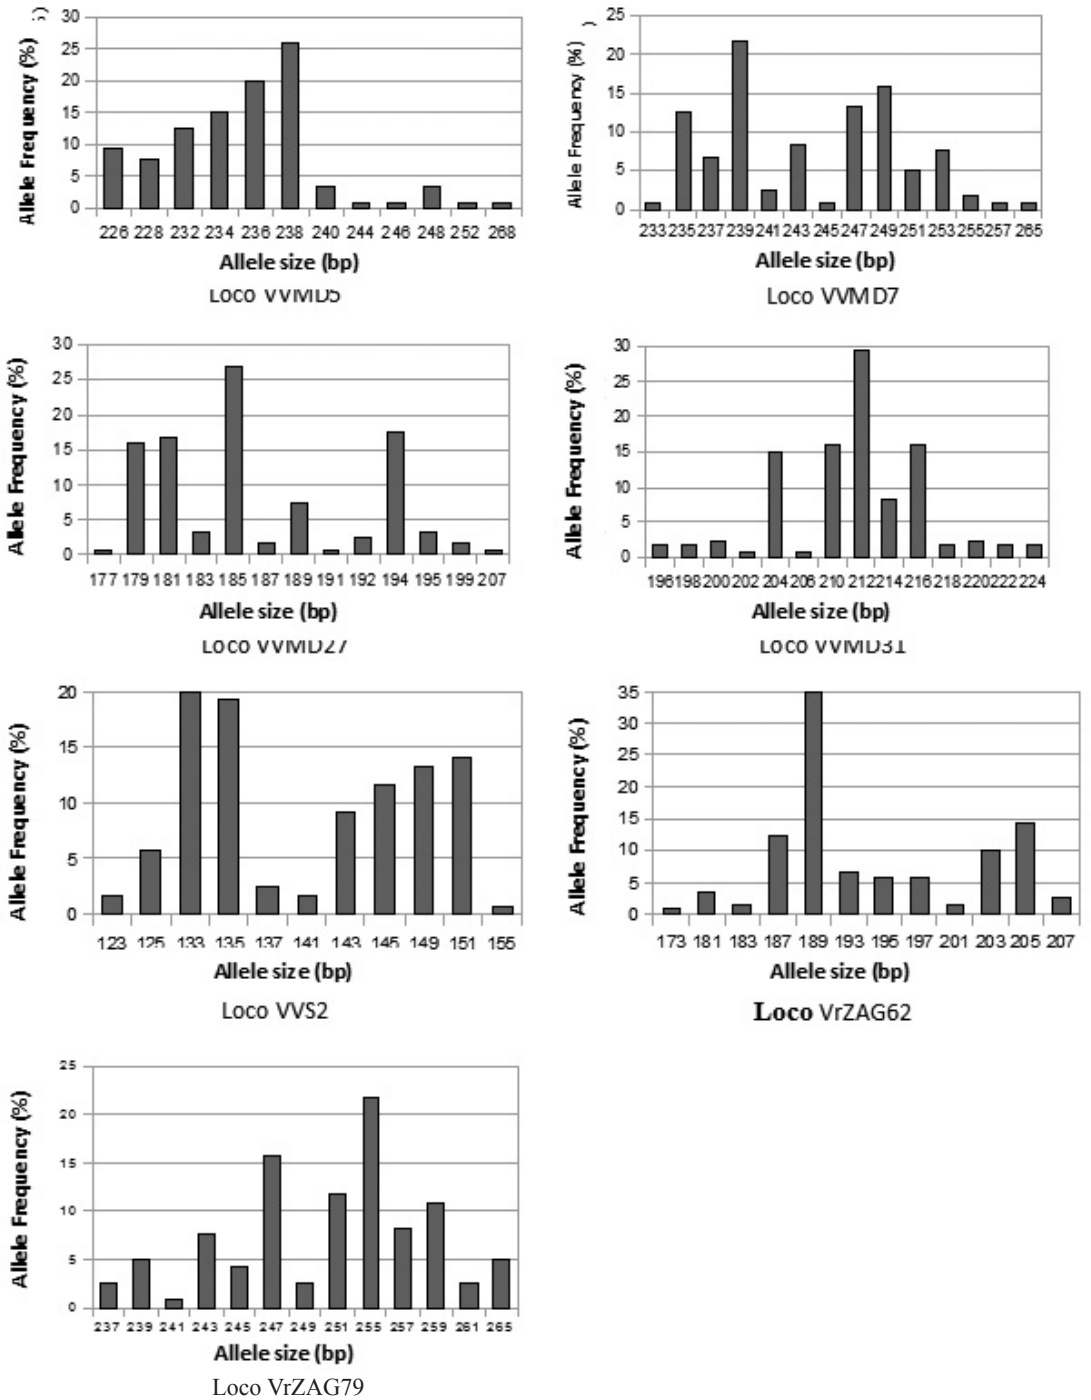 30
25
20
15
10
5
0
Allele Frequency (%)
226 228 232 234 236 238 240 244 246 248 252 268
Allele size (bp)
Loco VVMD5
25
20
15
10
5
0
Allele Frequency (%)
233 235 237 239 241 243 245 247 249 251 253 255 257 265
Allele size (bp)
Loco VVMD7
30
25
20
15
10
5
0
Allele Frequency (%)
177 179 181 183 185 187 189 191 192 194 195 199 207
Allele size (bp)
Loco VVMD27
30
25
20
15
10
5
0
Allele Frequency (%)
196 198 200 202 204 206 210 212 214 216 218 220 222 224
Allele size (bp)
Loco VVMD31
20
15
10
5
0
Allele Frequency (%)
123 125 133 135 137 141 143 145 149 151 155
Allele size (bp)
Loco VVS2
35
30
25
20
15
10
5
0
Allele Frequency (%)
173 181 183 187 189 193 195 197 201 203 205 207
Allele size (bp)
Loco VrZAG62
25
20
15
10
5
0
Allele Frequency (%)
237 239 241 243 245 247 249 251 255 257 259 261 265
Allele size (bp)
Loco VrZAG79